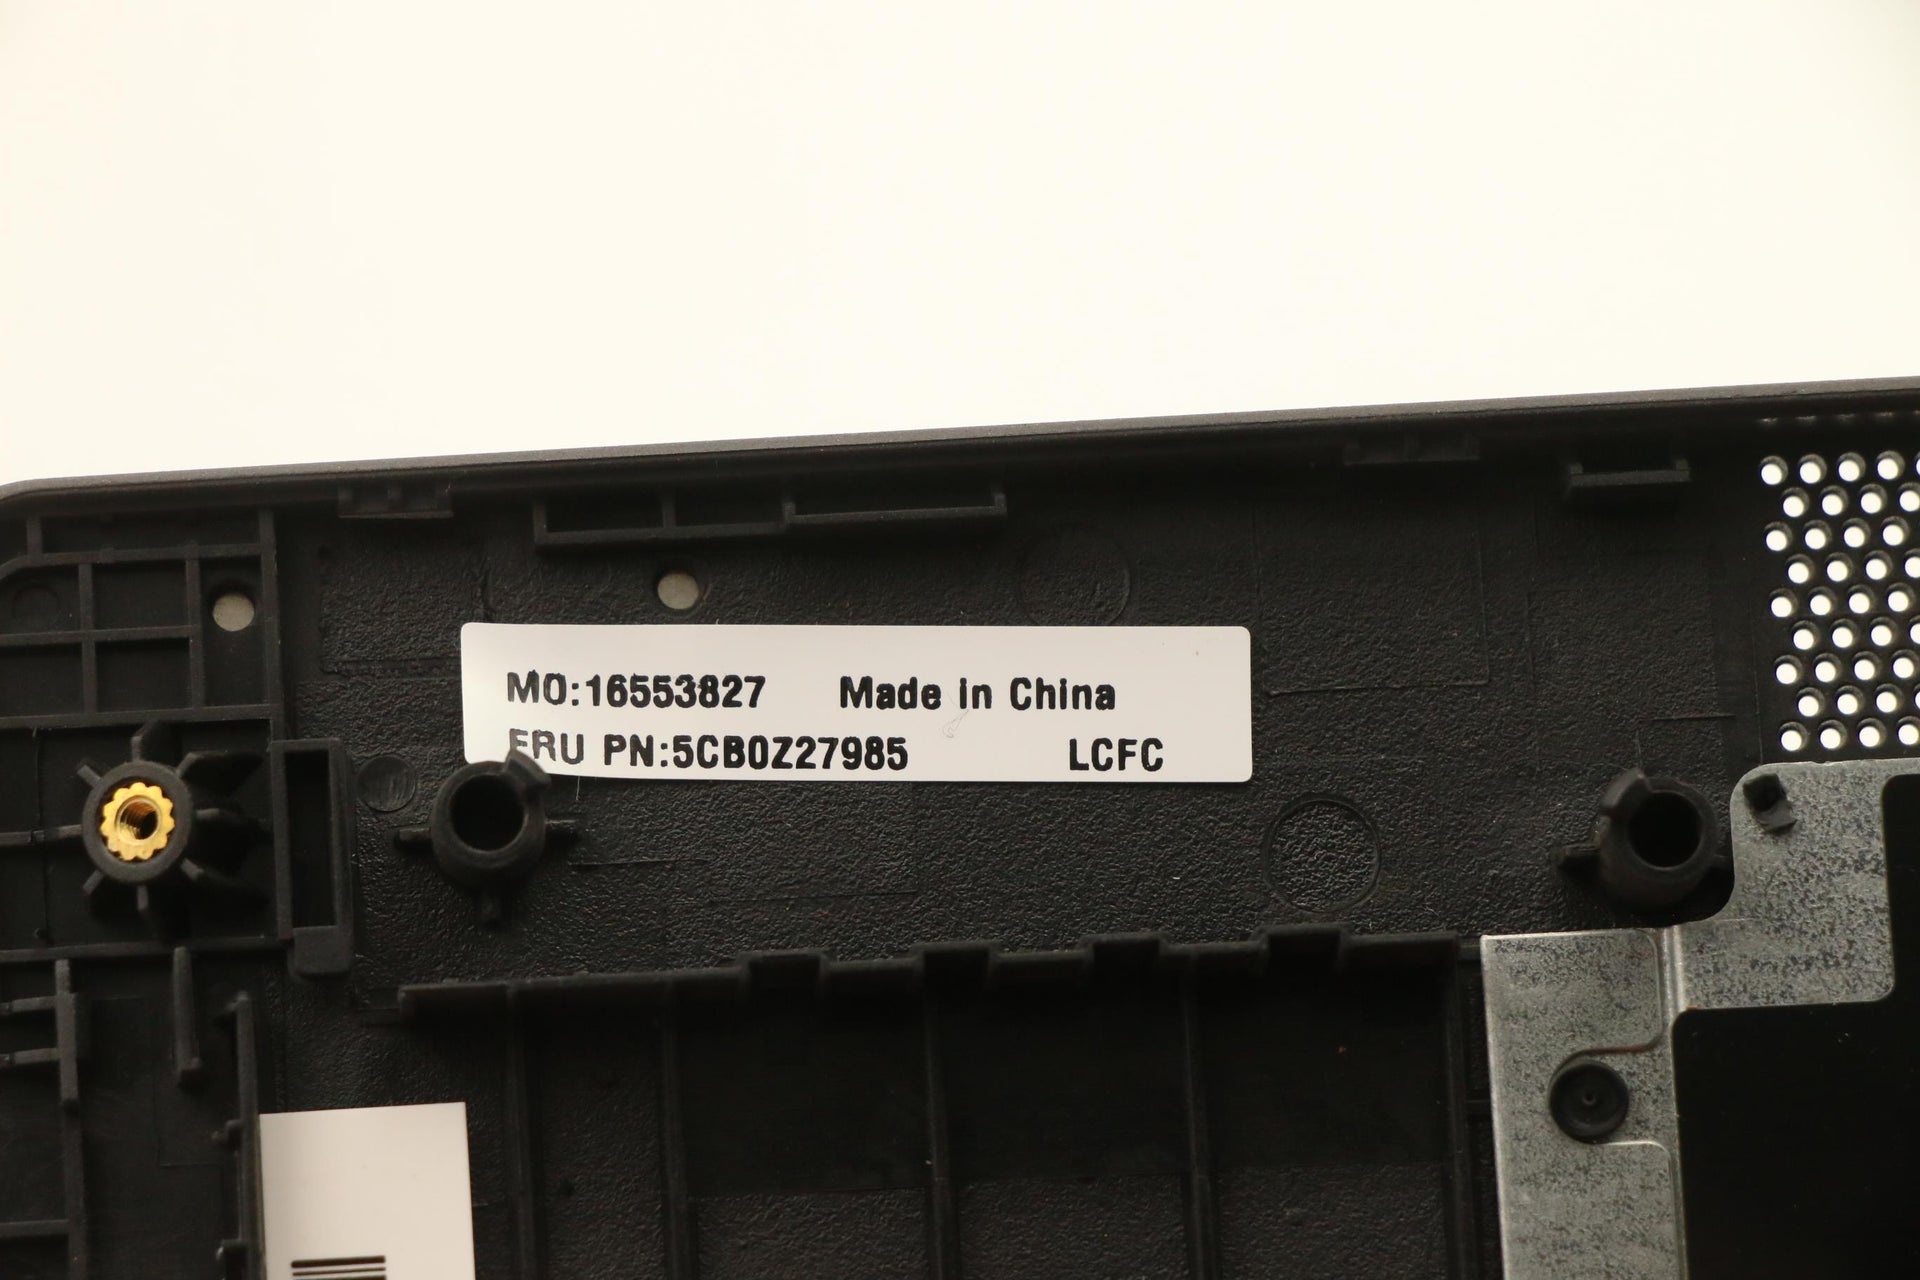 MO:16553827 Made in China
FRU PN:5CB0Z27985 LCFC